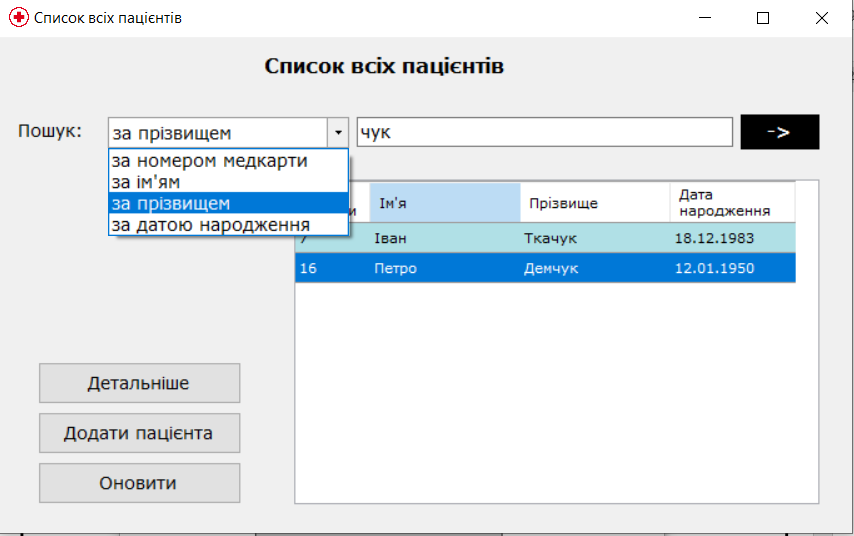 Список всіх пацієнтів
Список всіх пацієнтів
Пошук:
за прізвищем
чук
->
за номером медкарти
за ім'ям
за прізвищем
за датою народження
Ім'я
Прізвище
Дата
народження
7 Іван Ткачук 18.12.1983
16 Петро Демчук 12.01.1950
Детальніше
Додати пацієнта
Оновити